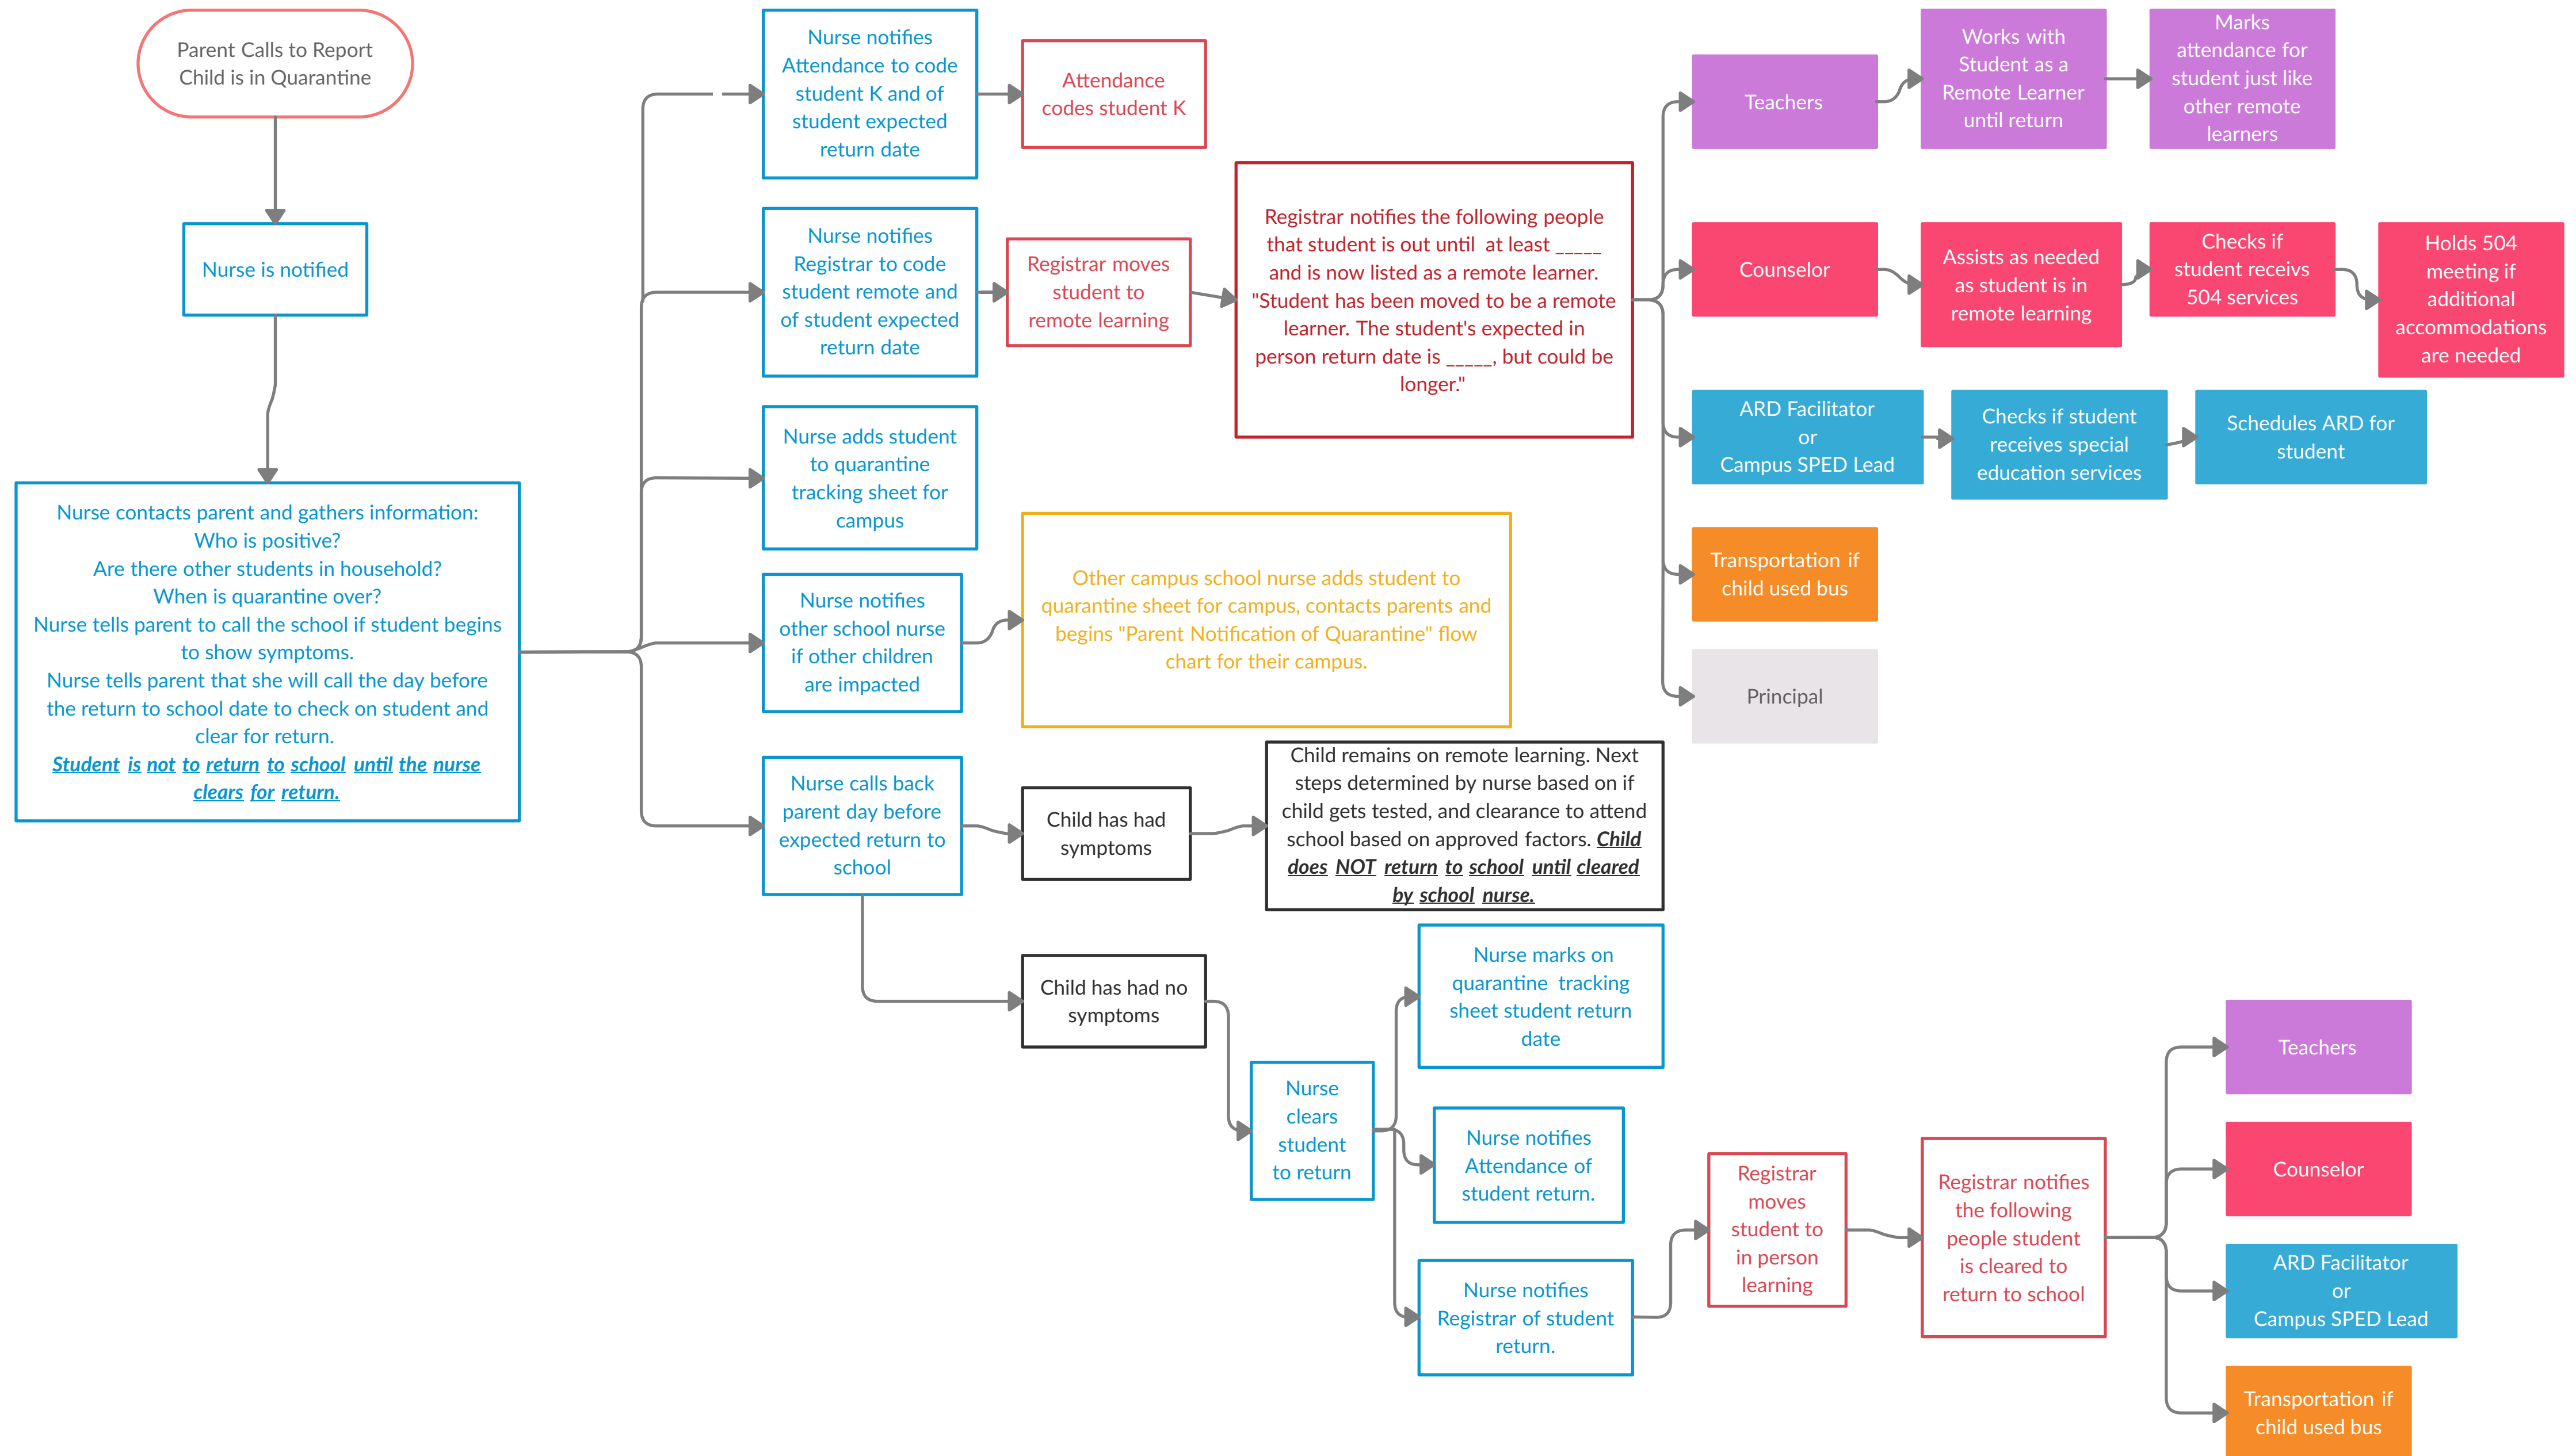 Parent Calls to Report
Child is in Quarantine
Nurse is notified
Nurse contacts parent and gathers information:
Who is positive?
Are there other students in household?
When is quarantine over?
Nurse tells parent to call the school if student begins
to show symptoms.
Nurse tells parent that she will call the day before
the return to school date to check on student and
clear for return.
Student is not to return to school until the nurse
clears for return.
Nurse notifies
Attendance to code
student K and of
student expected
return date
Attendance
codes student K
Nurse notifies
Registrar to code
student remote and
of student expected
return date
Registrar moves
student to
remote learning
Registrar notifies the following people
that student is out until at least _____
and is now listed as a remote learner.
"Student has been moved to be a remote
learner. The student's expected in
person return date is _____, but could be
longer."
Teachers
Works with
Student as a
Remote Learner
until return
Marks
attendance for
student just like
other remote
learners
Counselor
Assists as needed
as student is in
remote learning
Checks if
student receivs
504 services
Holds 504
meeting if
additional
accommodations
are needed
ARD Facilitator
or
Campus SPED Lead
Checks if student
receives special
education services
Schedules ARD for
student
Transportation if
child used bus
Principal
Nurse adds student
to quarantine
tracking sheet for
campus
Nurse notifies
other school nurse
if other children
are impacted
Other campus school nurse adds student to
quarantine sheet for campus, contacts parents and
begins "Parent Notification of Quarantine" flow
chart for their campus.
Nurse calls back
parent day before
expected return to
school
Child has had
symptoms
Child remains on remote learning. Next
steps determined by nurse based on if
child gets tested, and clearance to attend
school based on approved factors. Child
does NOT return to school until cleared
by school nurse.
Child has had no
symptoms
Nurse
clears
student
to return
Nurse marks on
quarantine tracking
sheet student return
date
Nurse notifies
Attendance of
student return.
Nurse notifies
Registrar of student
return.
Registrar
moves
student to
in person
learning
Registrar notifies
the following
people student
is cleared to
return to school
Teachers
Counselor
ARD Facilitator
or
Campus SPED Lead
Transportation if
child used bus